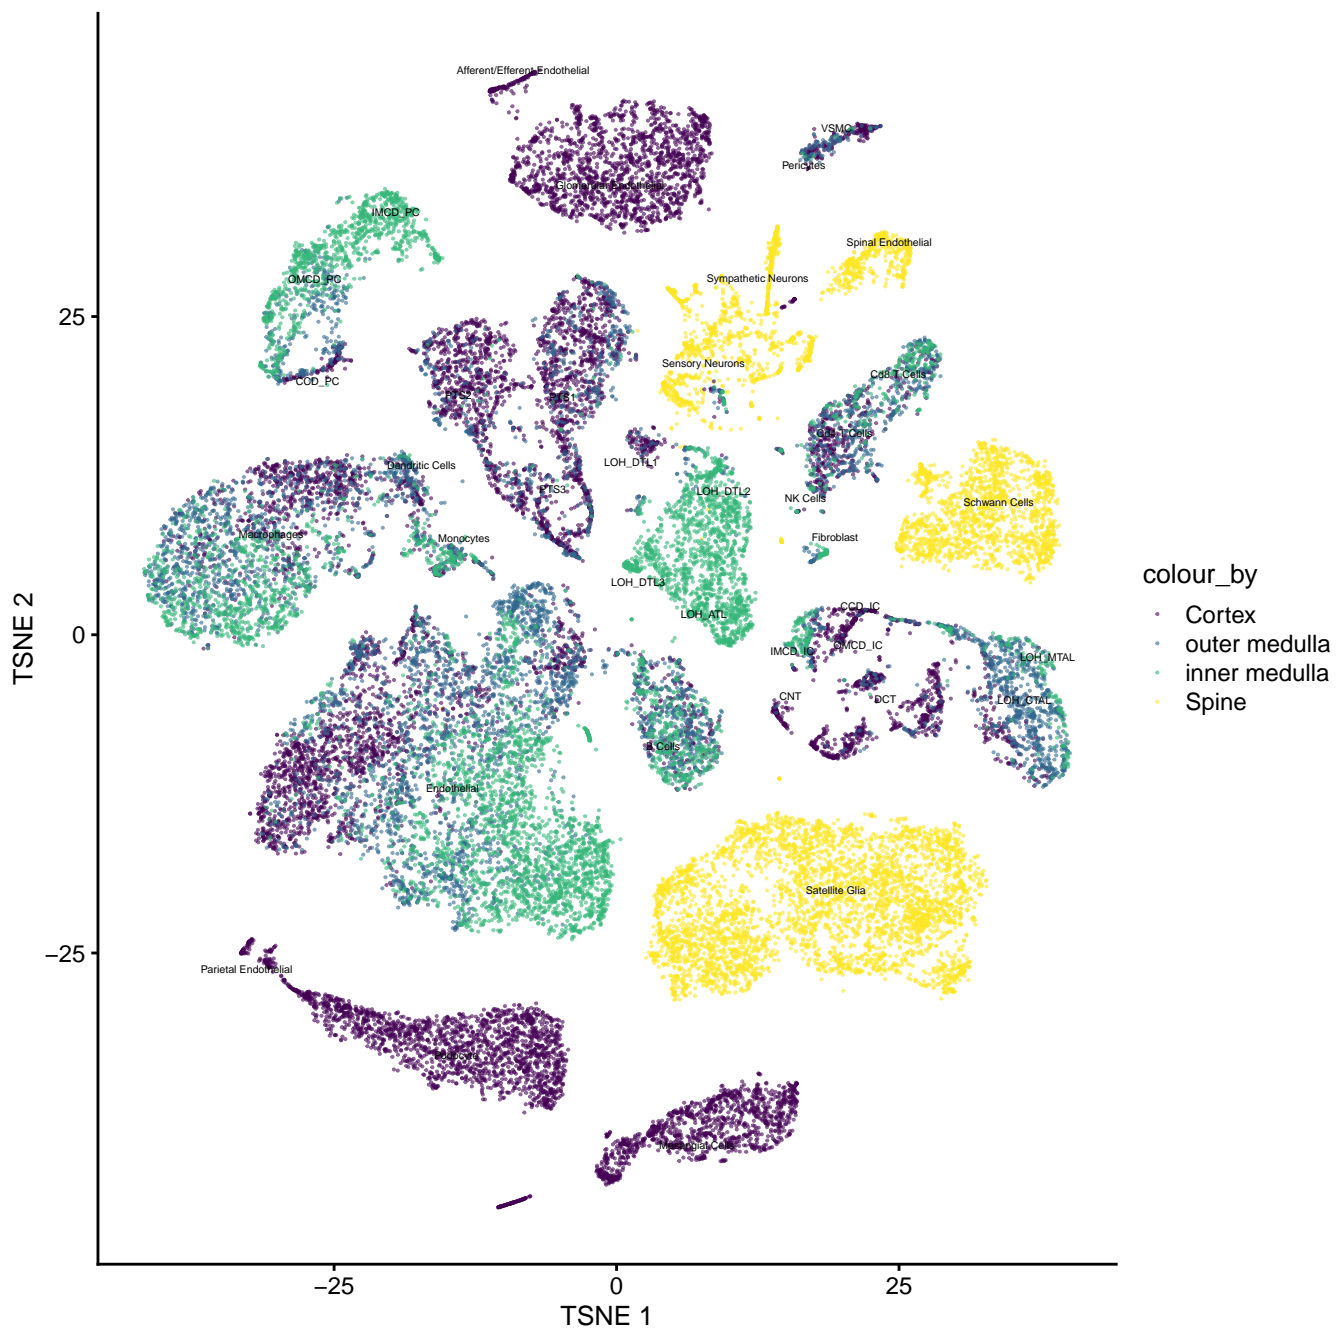 Afferent/Efferent Endothelial
VSMC
Pericytes
Glomerular Endothelial
IMCD_PC
Spinal Endothelial
OMCD_PC
Sympathetic Neurons
25
Sensory Neurons
Cd8 T Cells
COD_PC
PTS2
PTS1
Cd4 T Cells
LOH_DTL1
Dendritic Cells
PTS3
LOH_DTL2
NK Cells
Schwann Cells
Macrophages
Monocytes
Fibroblast
LOH_DTL3
colour_by
CCD_IC
LOH_ATL
Cortex
0
IMCD_IC
OMCD_IC
outer medulla
LOH_MTAL
inner medulla
TSNE 2
CNT
DCT
LOH_CTAL
Spine
B Cells
Endothelial
Satellite Glia
−25
Parietal Endothelial
Podocyte
Mesangial Cells
−25
0
25
TSNE 1